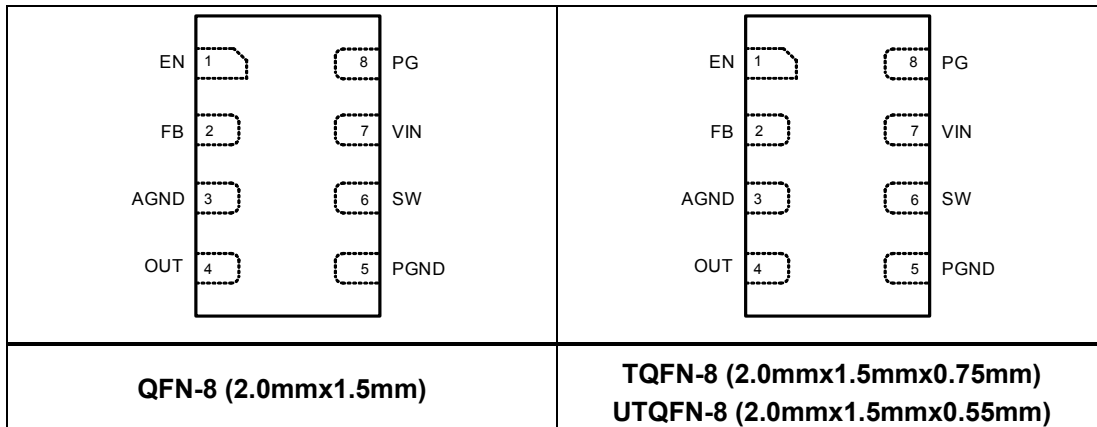 EN 1 8 PG
FB 2 7 VIN
AGND 3 6 SW
OUT 4 5 PGND
QFN-8 (2.0mmx1.5mm)
EN 1 8 PG
FB 2 7 VIN
AGND 3 6 SW
OUT 4 5 PGND
TQFN-8 (2.0mmx1.5mmx0.75mm)
UTQFN-8 (2.0mmx1.5mmx0.55mm)